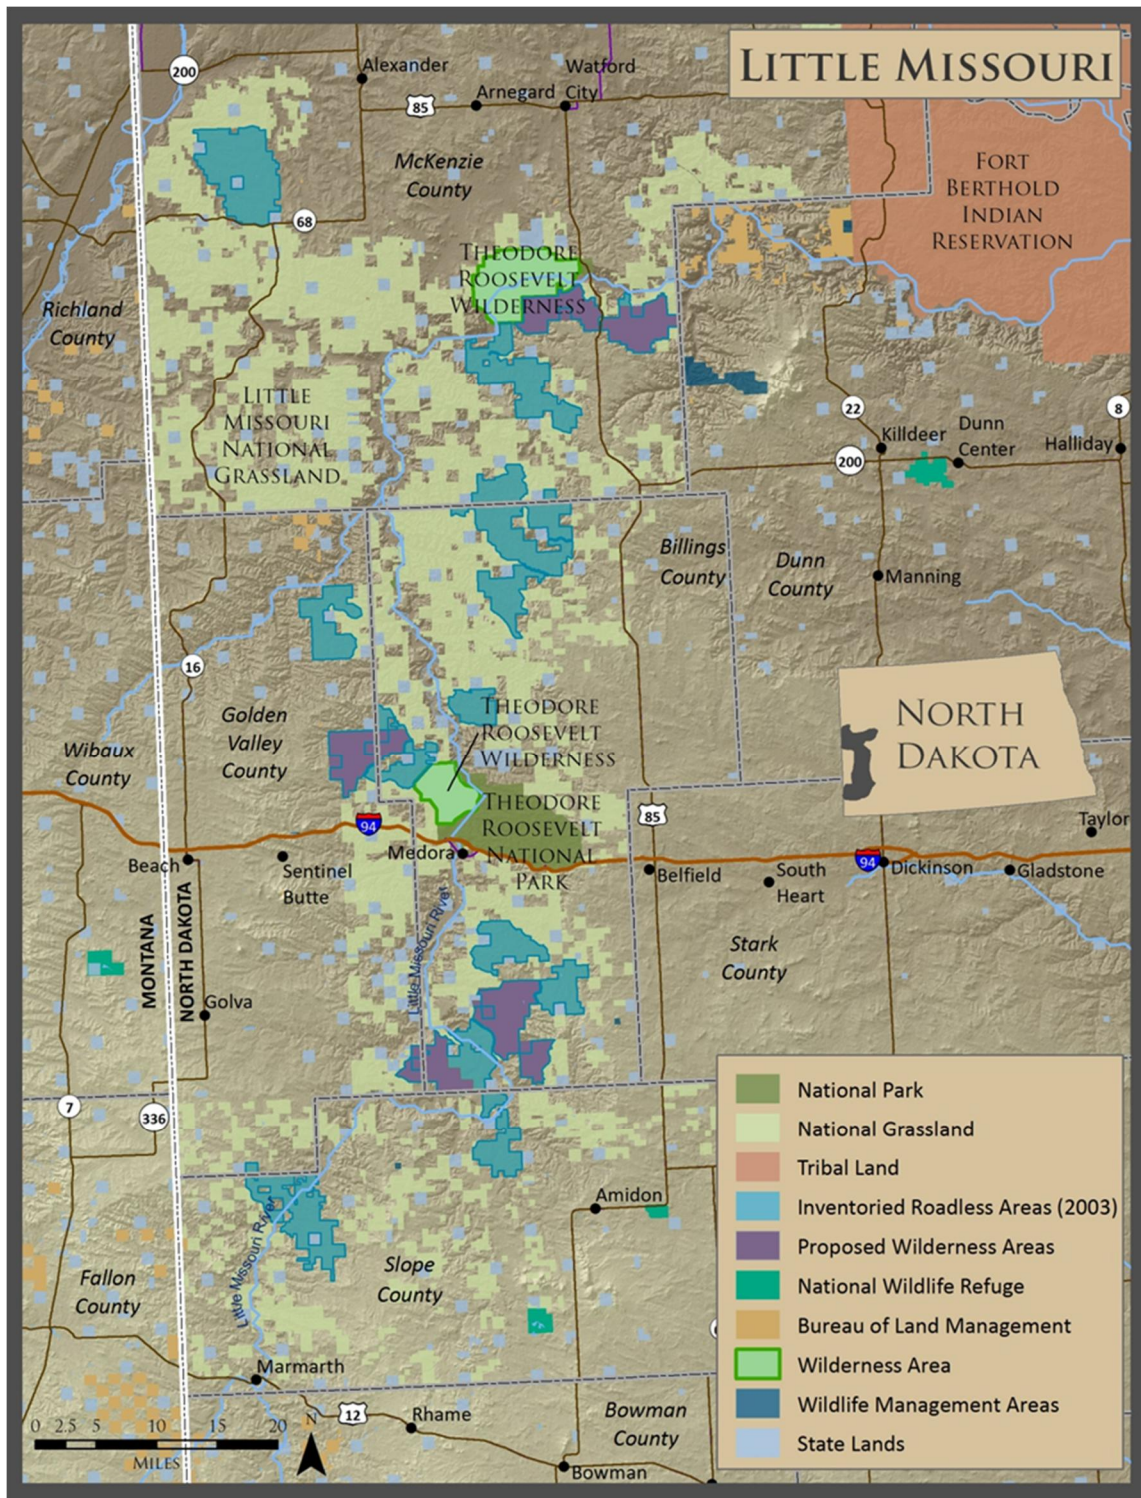 LITTLE MISSOURI
200
Alexander
Watford
City
Arnegard
85
McKenzie
County
FORT
BERTHOLD
INDIAN
RESERVATION
68
THEODORE
ROOSEVELT
WILDERNESS
Richland
County
LITTLE
MISSOURI
NATIONAL
GRASSLAND
22
8
Killdeer
Dunn
Center
Halliday
200
Billings
County
Dunn
County
Manning
16
Golden
Valley
County
Wibaux
County
THEODORE
ROOSEVELT
WILDERNESS
NORTH
DAKOTA
THEODORE
ROOSEVELT
NATIONAL
PARK
85
94
Taylor
Beach
Sentinel
Butte
Medora
Belfield
South
Heart
94
Dickinson
Gladstone
Little Missouri River
MONTANA
NORTH DAKOTA
Stark
County
Golva
7
336
Amidon
Little Missouri River
Slope
County
Fallon
County
Marmarth
12
Rhame
Bowman
County
Bowman
0 2.5 5 10 15 20
MILES
N
National Park
National Grassland
Tribal Land
Inventoried Roadless Areas (2003)
Proposed Wilderness Areas
National Wildlife Refuge
Bureau of Land Management
Wilderness Area
Wildlife Management Areas
State Lands